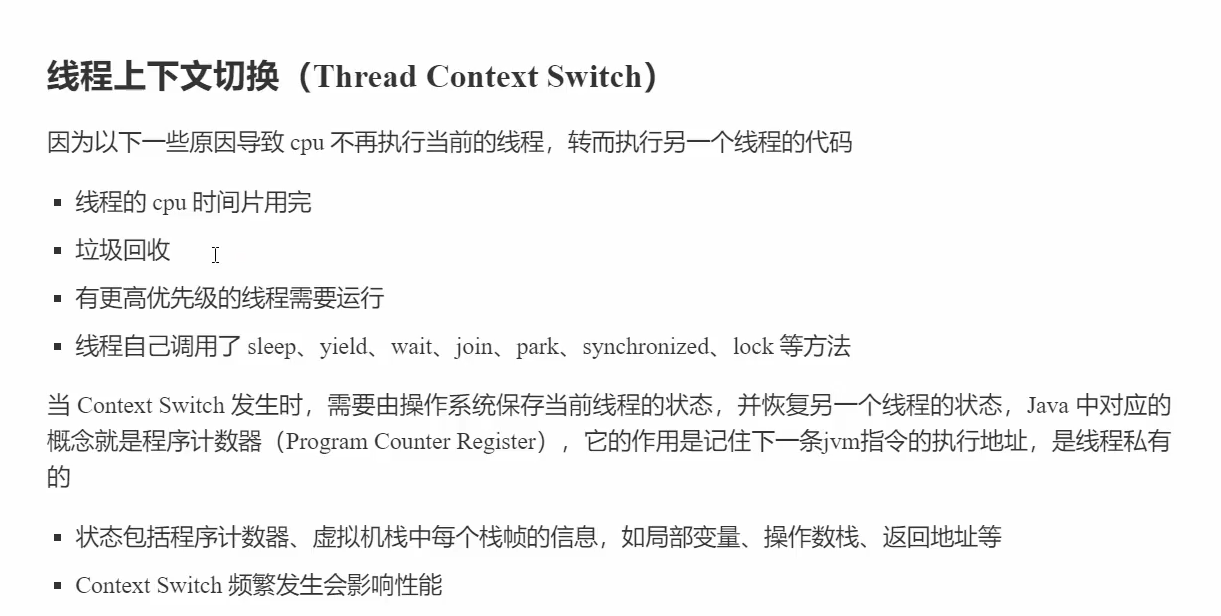 线程上下文切换（Thread Context Switch）
因为以下一些原因导致 cpu 不再执行当前的线程，转而执行另一个线程的代码
▪ 线程的 cpu 时间片用完
▪ 垃圾回收
▪ 有更高优先级的线程需要运行
▪ 线程自己调用了 sleep、yield、wait、join、park、synchronized、lock 等方法
当 Context Switch 发生时，需要由操作系统保存当前线程的状态，并恢复另一个线程的状态，Java 中对应的
概念就是程序计数器（Program Counter Register），它的作用是记住下一条jvm指令的执行地址，是线程私有
的
▪ 状态包括程序计数器、虚拟机栈中每个栈帧的信息，如局部变量、操作数栈、返回地址等
▪ Context Switch 频繁发生会影响性能